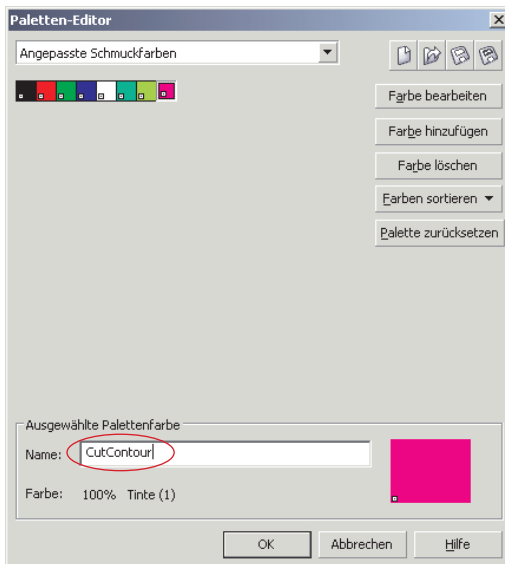 Paletten-Editor
Angepasste Schmuckfarben
Farbe bearbeiten
Farbe hinzufügen
Farbe löschen
Farben sortieren
Palette zurücksetzen
Ausgewählte Palettenfarbe
Name: CutContour
Farbe: 100% Tinte (1)
OK Abbrechen Hilfe